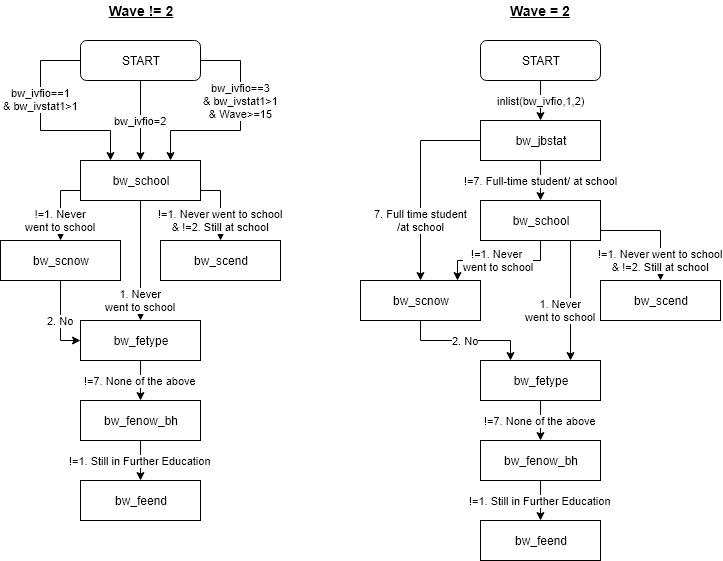 Wave != 2
START
bw_ivfio==1
& bw_ivstat1>1
bw_ivfio=2
bw_ivfio==3
& bw_ivstat1>1
& Wave>=15
bw_school
!=1. Never
went to school
!=1. Never went to school
& !=2. Still at school
bw_scnow
bw_scend
1. Never
went to school
2. No
bw_fetype
!=7. None of the above
bw_fenow_bh
!=1. Still in Further Education
bw_feend
Wave = 2
START
inlist(bw_ivfio,1,2)
bw_jbstat
!=7. Full-time student/ at school
7. Full time student
/at school
bw_school
!=1. Never
went to school
!=1. Never went to school
& !=2. Still at school
bw_scnow
bw_scend
1. Never
went to school
2. No
bw_fetype
!=7. None of the above
bw_fenow_bh
!=1. Still in Further Education
bw_feend